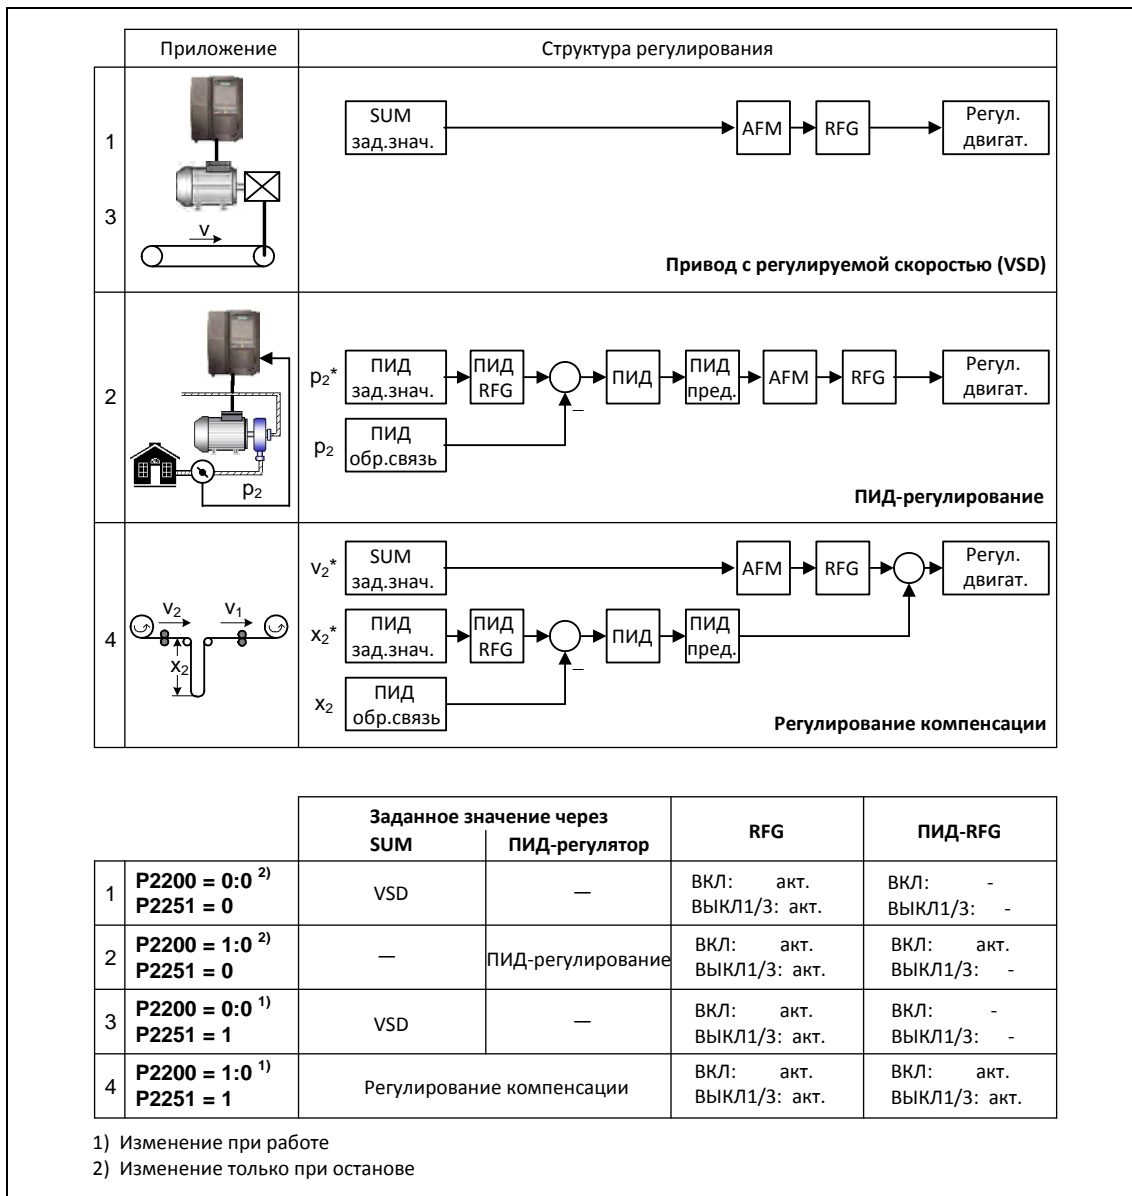 Приложение
Структура регулирования
1
3
v
SUM
зад.знач.
AFM
RFG
Регул.
двигат.
Привод с регулируемой скоростью (VSD)
2
p2
p2*
ПИД
зад.знач.
ПИД
RFG
ПИД
ПИД
пред.
AFM
RFG
Регул.
двигат.
p2
ПИД
обр.связь
–
ПИД-регулирование
4
v2
v1
x2
v2*
SUM
зад.знач.
AFM
RFG
Регул.
двигат.
x2*
ПИД
зад.знач.
ПИД
RFG
ПИД
ПИД
пред.
x2
ПИД
обр.связь
–
Регулирование компенсации
Заданное значение через
SUM
ПИД-регулятор
RFG
ПИД-RFG
1
P2200 = 0:0 2)
P2251 = 0
VSD
—
ВКЛ: акт.
ВЫКЛ1/3: акт.
ВКЛ: -
ВЫКЛ1/3: -
2
P2200 = 1:0 2)
P2251 = 0
—
ПИД-регулирование
ВКЛ: акт.
ВЫКЛ1/3: акт.
ВКЛ: акт.
ВЫКЛ1/3: -
3
P2200 = 0:0 1)
P2251 = 1
VSD
—
ВКЛ: акт.
ВЫКЛ1/3: акт.
ВКЛ: -
ВЫКЛ1/3: -
4
P2200 = 1:0 1)
P2251 = 1
Регулирование компенсации
ВКЛ: акт.
ВЫКЛ1/3: акт.
ВКЛ: акт.
ВЫКЛ1/3: акт.
1) Изменение при работе
2) Изменение только при останове